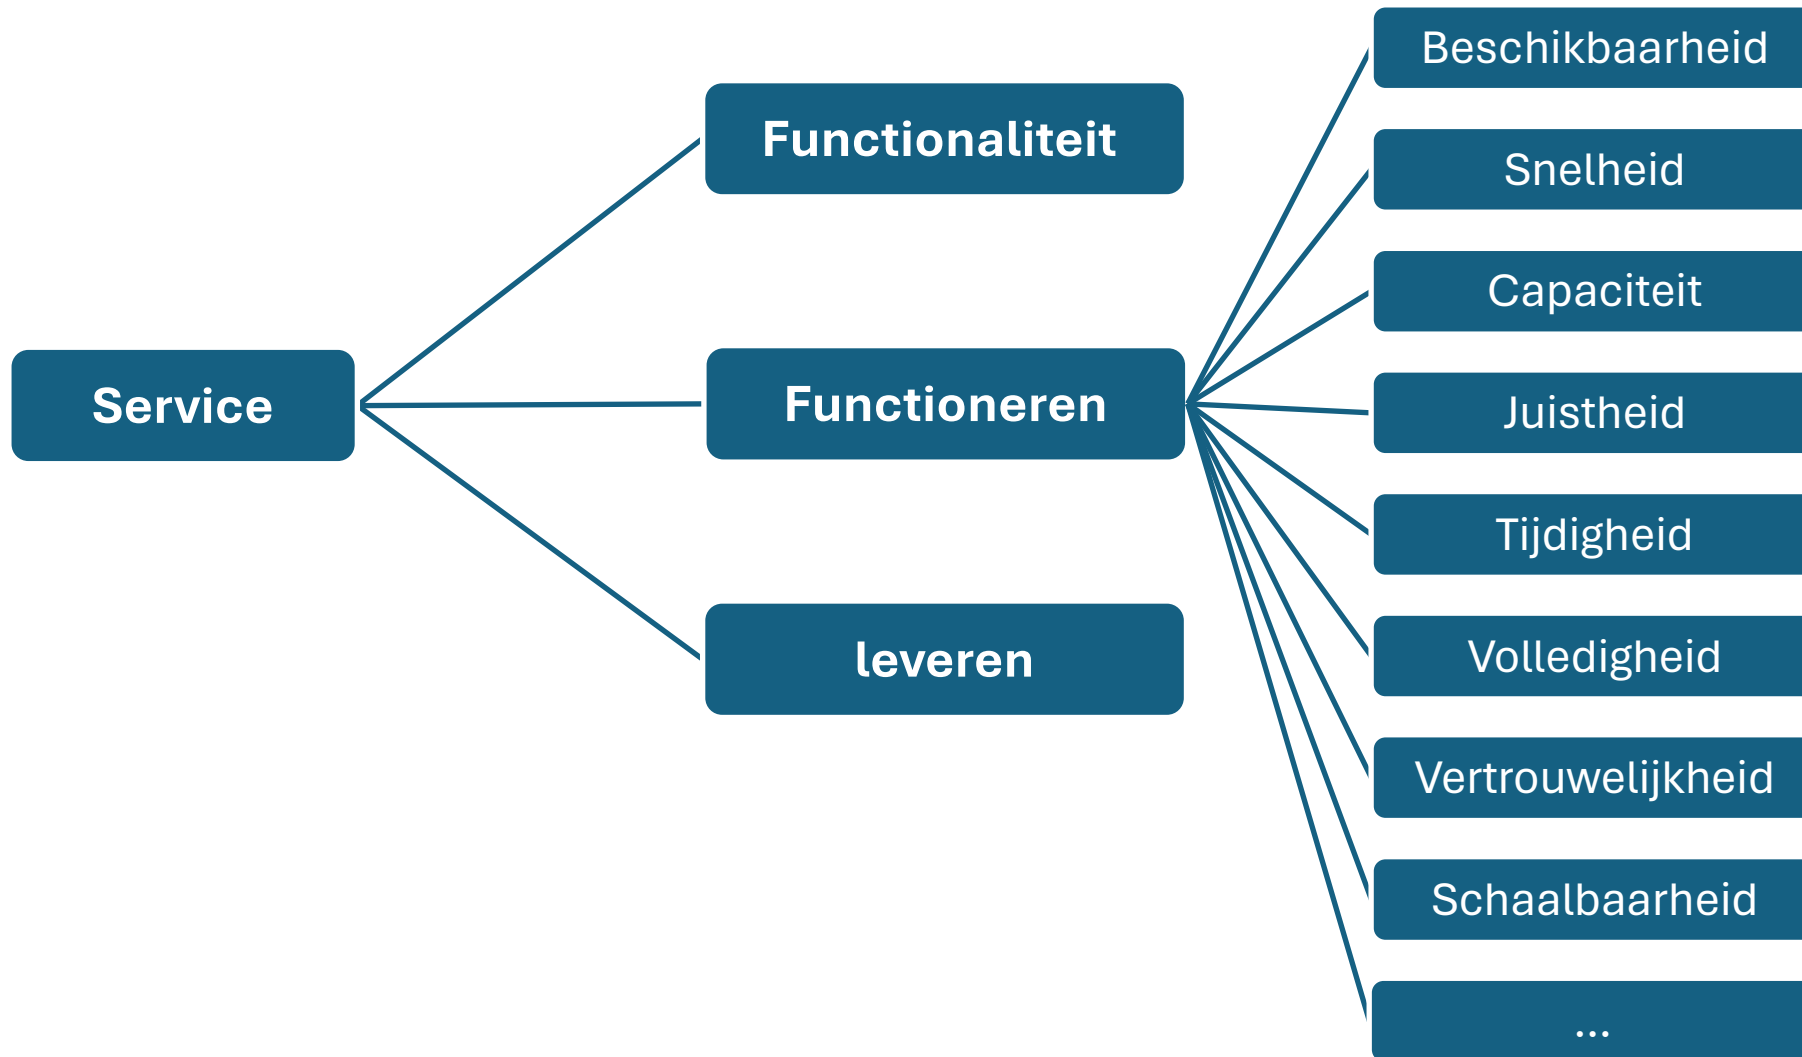 Service
Functionaliteit
Functioneren
leveren
Beschikbaarheid
Snelheid
Capaciteit
Juistheid
Tijdigheid
Volledigheid
Vertrouwelijkheid
Schaalbaarheid
...